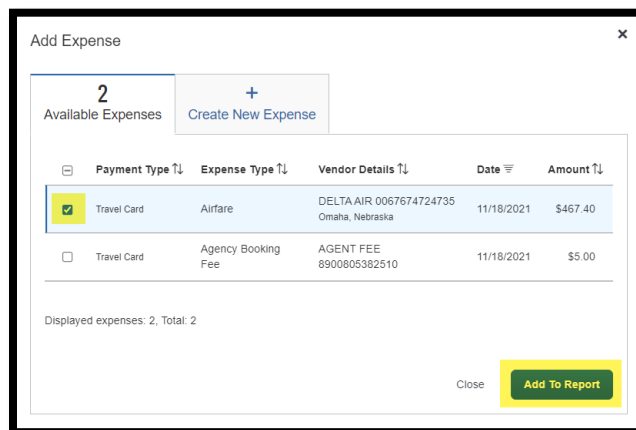 Add Expense
×
2
Available Expenses
+
Create New Expense
Payment Type ↑↓ Expense Type ↑↓ Vendor Details ↑↓ Date Amount ↑↓
Travel Card Airfare DELTA AIR 0067674724735 11/18/2021 $467.40
Omaha, Nebraska
Travel Card Agency Booking AGENT FEE 11/18/2021 $5.00
Fee 8900805382510
Displayed expenses: 2, Total: 2
Close Add To Report